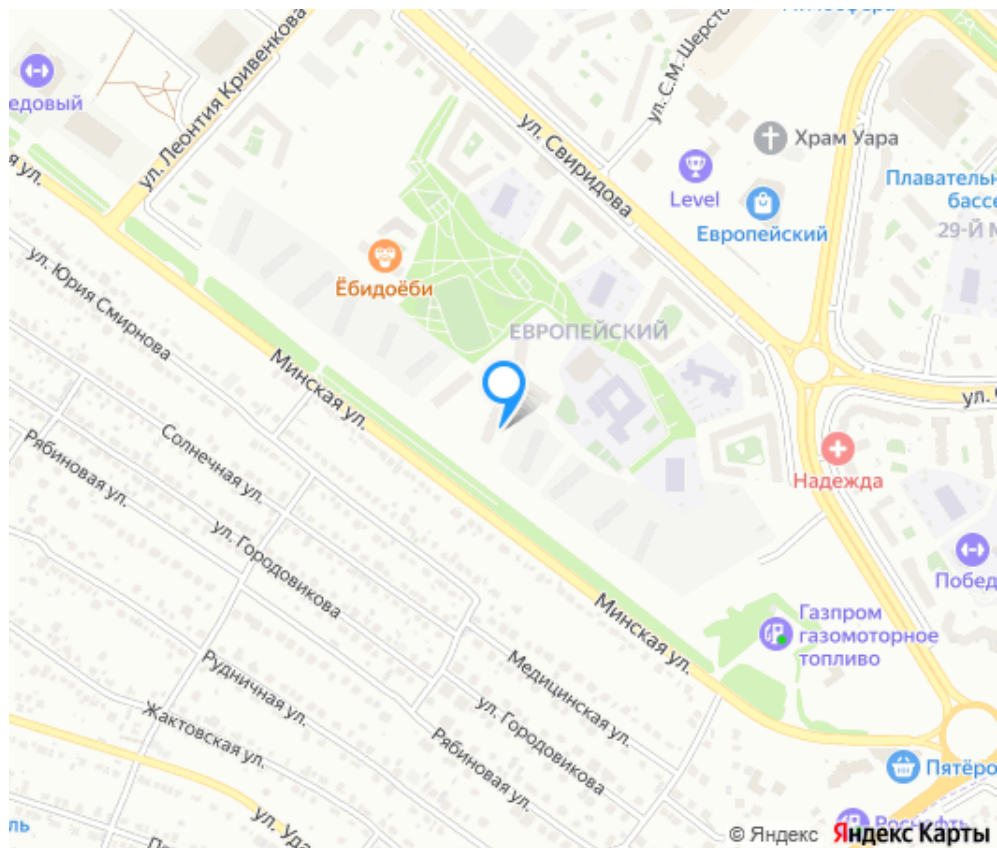 ул. Леонтия Кривенкова
ул. С.М. Шерсто
едовый
ул. Свиридова
Храм Уара
Level
Плавательн
бассе
29-Й М
Европейский
Ёбидоёби
ЕВРОПЕЙСКИЙ
ул. Юрия Смирнова
Минская ул.
ул.
Солнечная ул.
Рябиновая ул.
Надежда
ул. Городовикова
Побед
Минская ул.
Газпром
газомоторное
топливо
Рудничная ул.
Медицинская ул.
Жактовская ул.
ул. Городовикова
Рябиновая ул.
Пятёро
ул. Уда
Роснефть
ль
© Яндекс Яндекс Карты